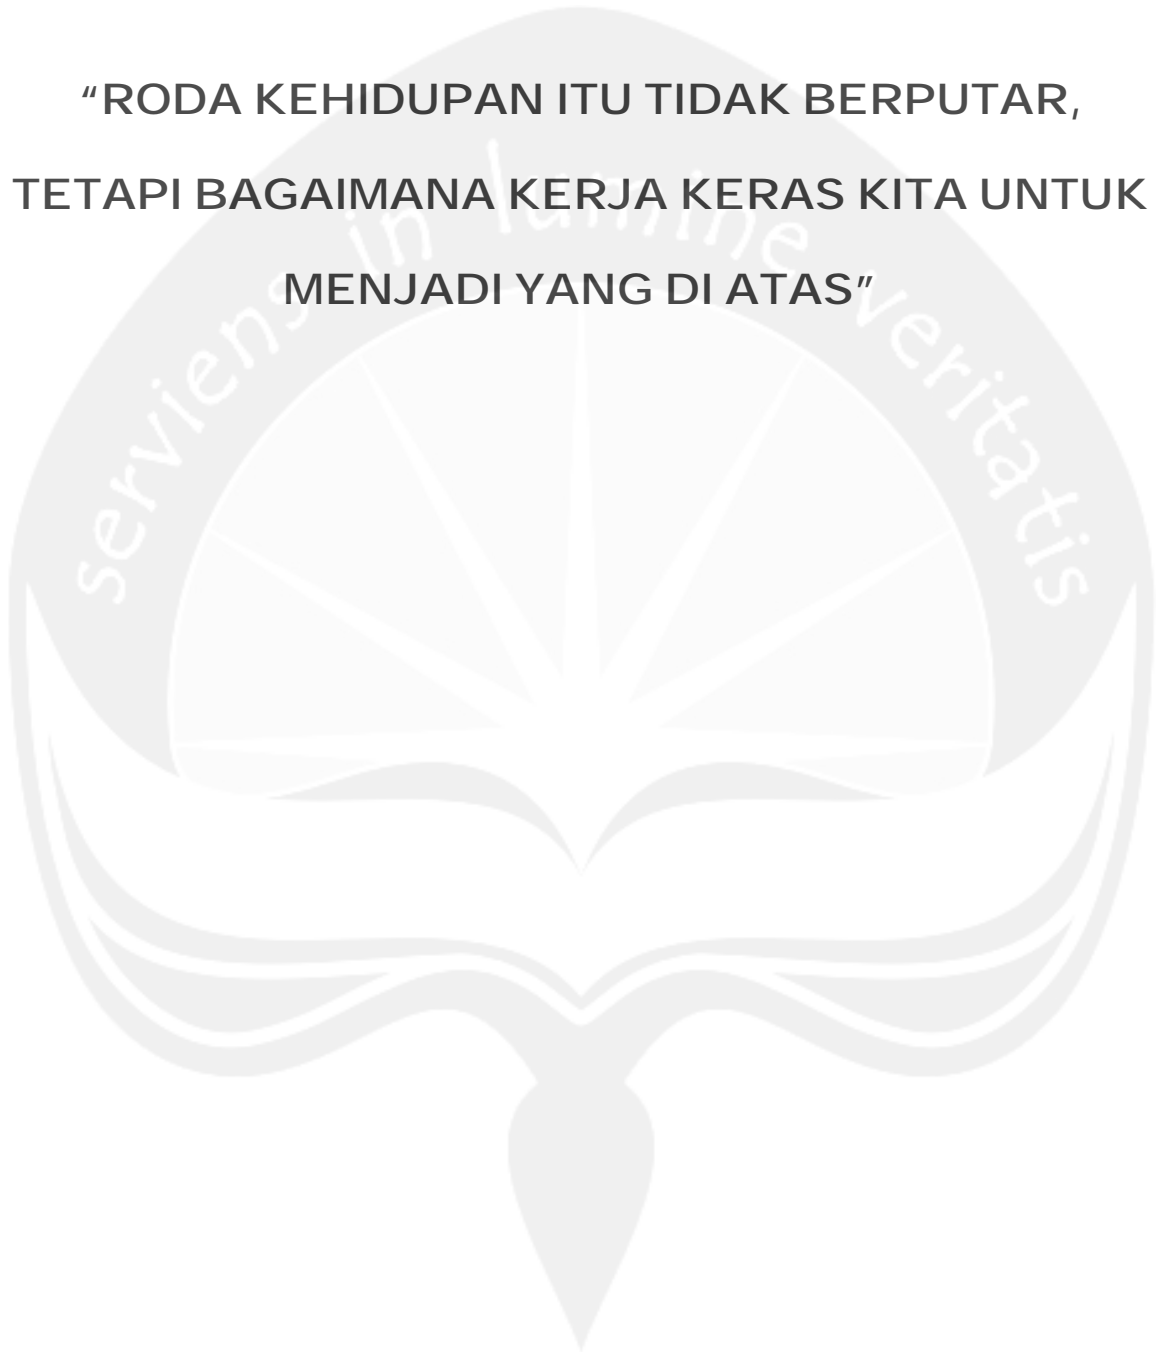 “RODA KEHIDUPAN ITU TIDAK BERPUTAR,
TETAPI BAGAIMANA KERJA KERAS KITA UNTUK
MENJADI YANG DI ATAS”
serviens in lumine veritatis